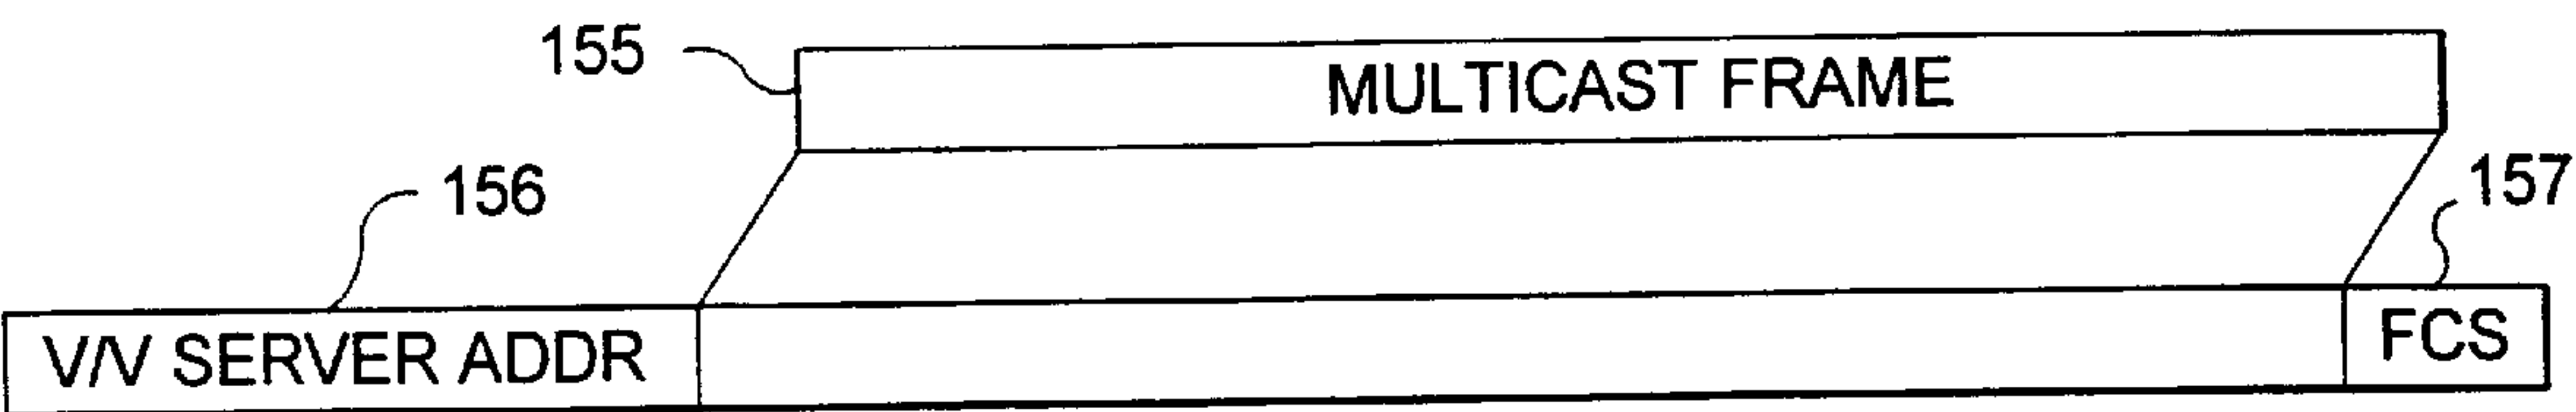 155
MULTICAST FRAME
156
157
V/V SERVER ADDR
FCS